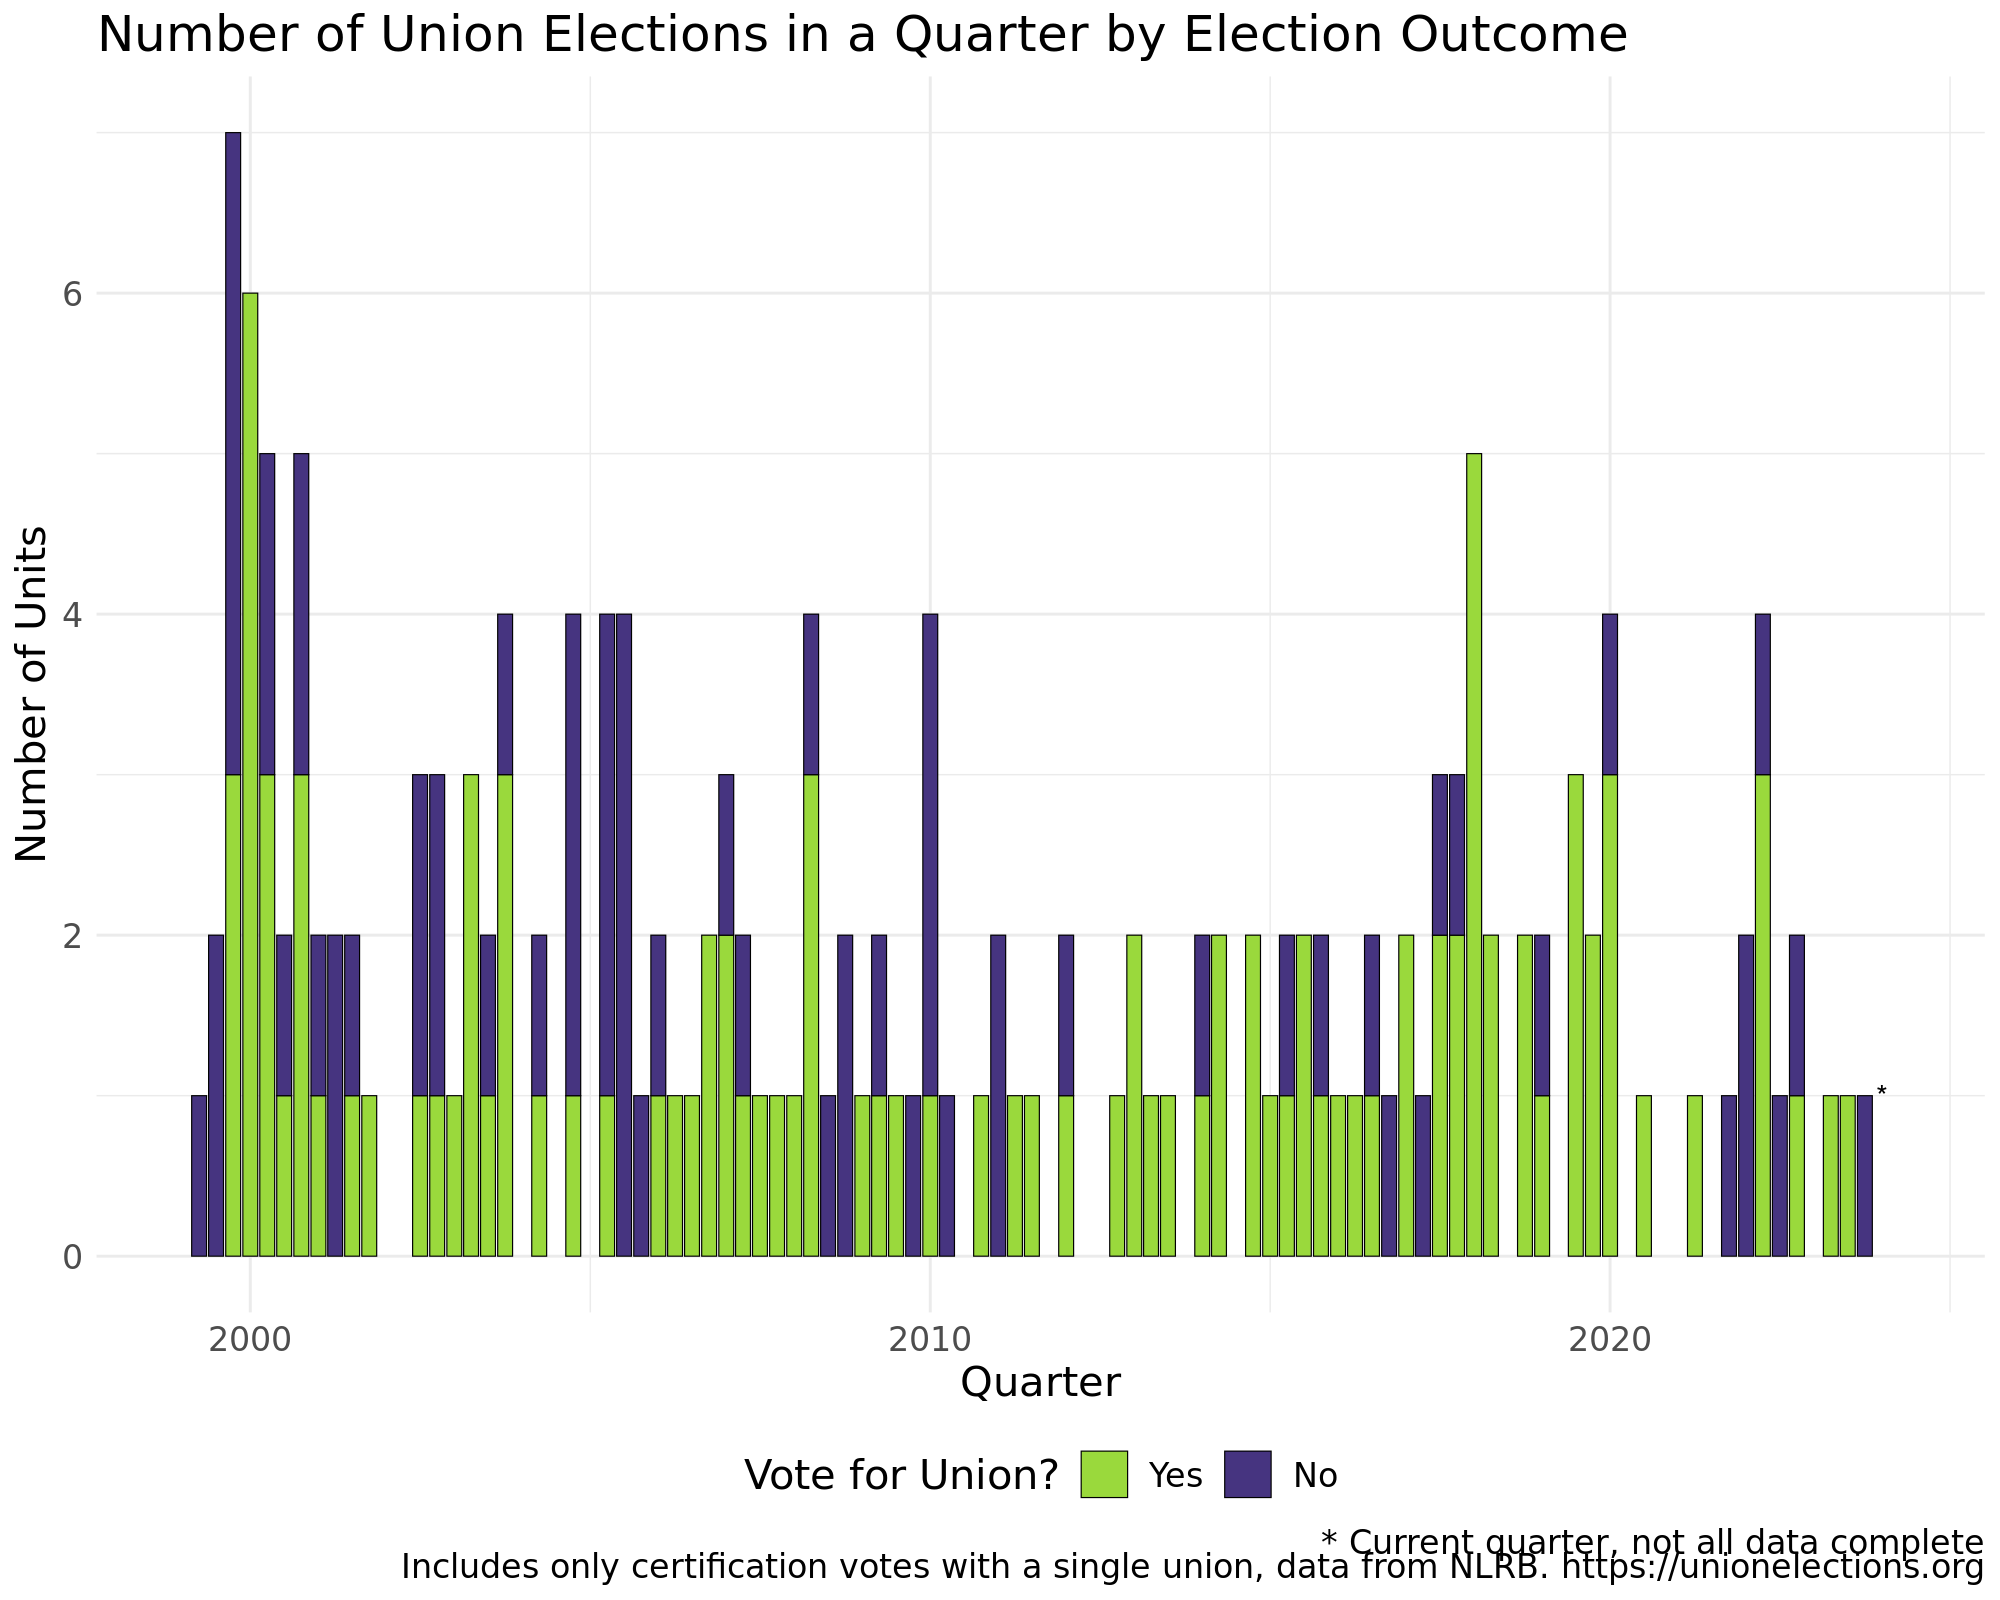 Number of Union Elections in a Quarter by Election Outcome
Number of Units
6
4
2
0
*
2000 2010 2020
Quarter
Vote for Union? Yes No
* Current quarter, not all data complete
Includes only certification votes with a single union, data from NLRB. https://unionelections.org